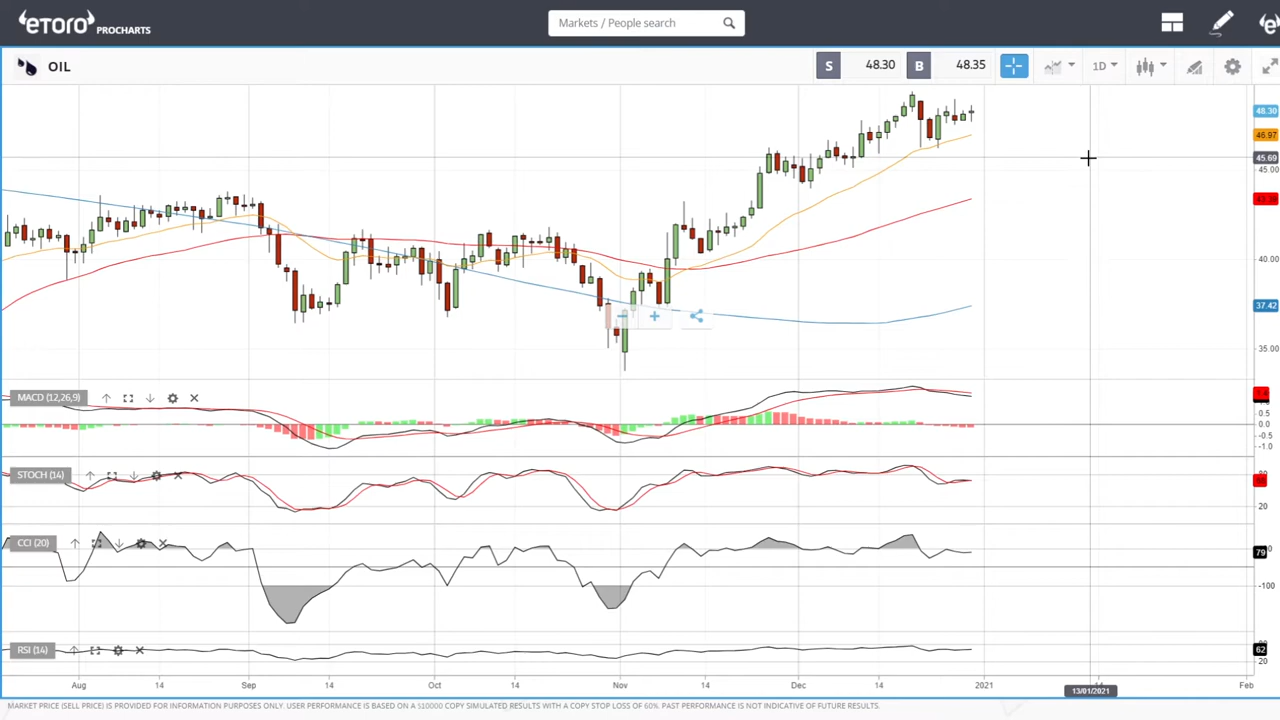 eTORO PROCHARTS
Markets / People search
OIL
S 48.30 B 48.35
1D
48.30
46.97
45.69
45.00
40.00
37.42
35.00
MACD (12,26,9)
0.0
-0.5
-1.0
STOCH (14)
20
CCI (20)
79
-100
RSI (14)
62
20
Aug 14 Sep 14 Oct 14 Nov 14 Dec 14 2021 Feb
13/01/2021
MARKET PRICE (SELL PRICE) IS PROVIDED FOR INFORMATION PURPOSES ONLY. USER PERFORMANCE IS BASED ON A $10000 COPY SIMULATED RESULTS WITH A COPY STOP LOSS OF 60%. PAST PERFORMANCE IS NOT INDICATIVE OF FUTURE RESULTS.